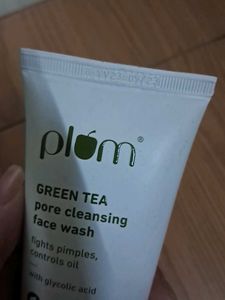 plum®
GREEN TEA
pore cleansing
face wash
fights pimples,
controls oil
with glycolic acid